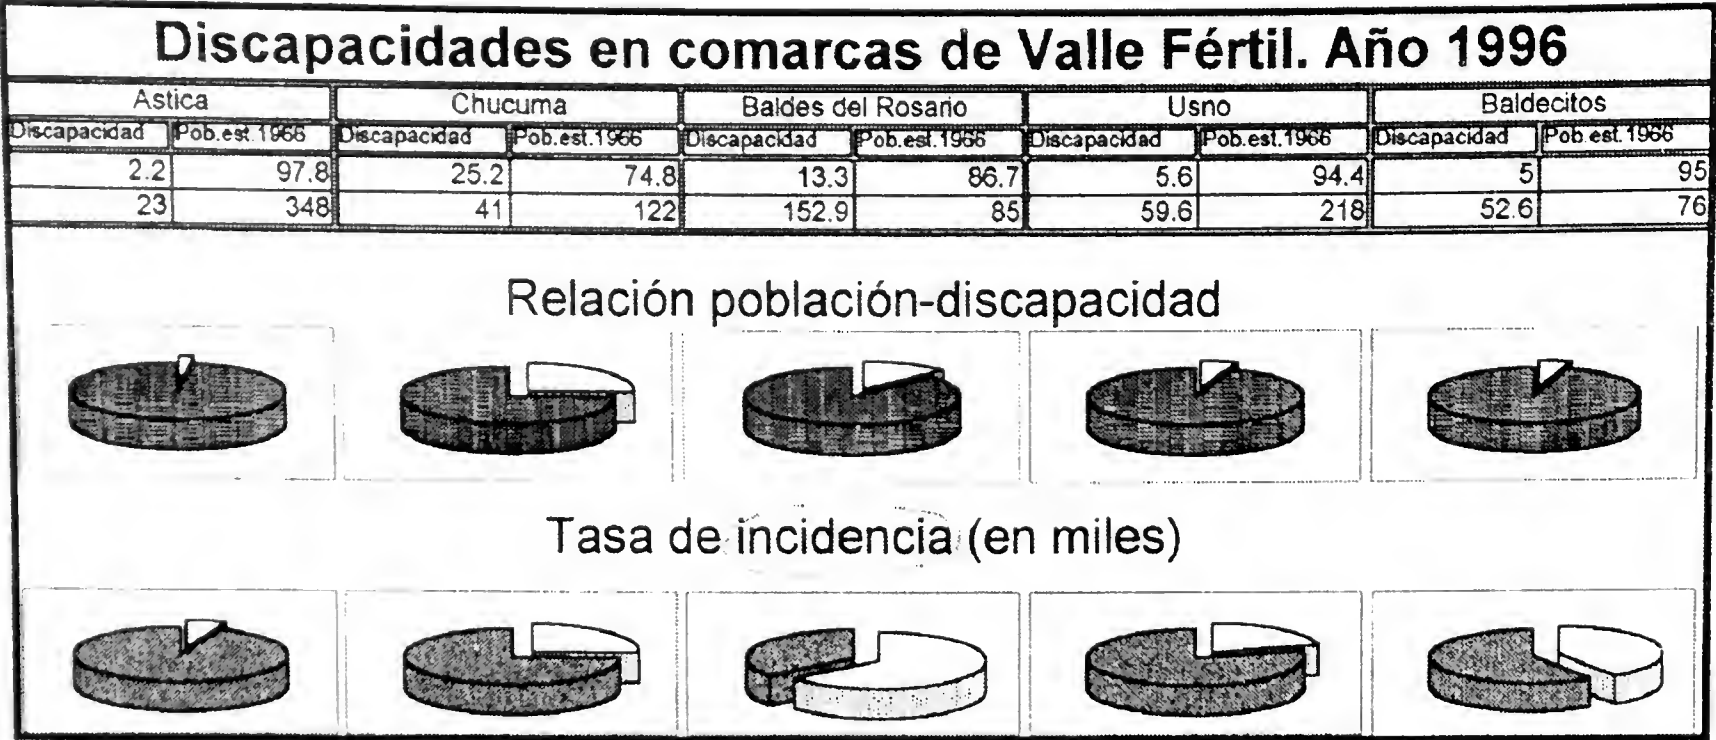 Discapacidades en comarcas de Valle Fértil. Año 1996
Astica Chucuma Baldes del Rosario Usno Baldecitos
Discapacidad Pob.est.1966 Discapacidad Pob.est.1966 Discapacidad Pob.est.1966 Discapacidad Pob.est.1966 Discapacidad Pob.est.1966
2.2 97.8 25.2 74.8 13.3 86.7 5.6 94.4 5 95
23 348 41 122 152.9 85 59.6 218 52.6 76
Relación población-discapacidad
Tasa de incidencia (en miles)